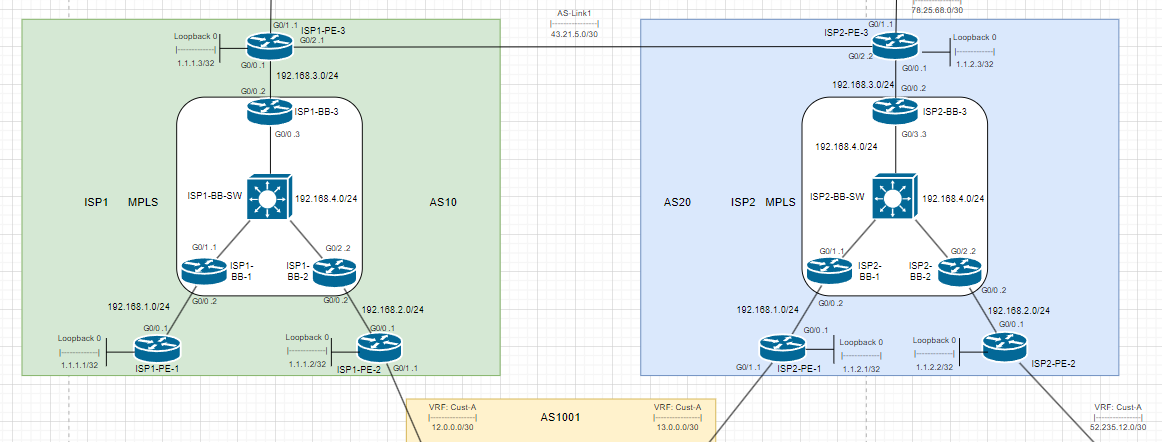 78.25.68.0/30
AS-Link1
43.21.5.0/30
G0/1 .1
ISP1-PE-3
G0/2 .1
Loopback 0
1.1.1.3/32
G0/0 .1
192.168.3.0/24
G0/0 .2
ISP1-BB-3
G0/0 .3
ISP1-BB-SW
192.168.4.0/24
ISP1 MPLS
AS10
G0/1 .1
ISP1-
BB-1
G0/2 .2
ISP1-
BB-2
G0/0 .2
G0/0 .2
192.168.1.0/24
192.168.2.0/24
G0/0 .1
Loopback 0
1.1.1.1/32
ISP1-PE-1
G0/0 .1
Loopback 0
1.1.1.2/32
ISP1-PE-2
G0/1 .1
G0/1 .1
ISP2-PE-3
G0/2 .2
Loopback 0
1.1.2.3/32
G0/0 .1
192.168.3.0/24
G0/0 .2
ISP2-BB-3
G0/3 .3
192.168.4.0/24
ISP2-BB-SW
192.168.4.0/24
AS20
ISP2 MPLS
G0/1 .1
ISP2-
BB-1
G0/2 .2
ISP2-
BB-2
G0/0 .2
G0/0 .2
192.168.1.0/24
192.168.2.0/24
G0/0 .1
Loopback 0
1.1.2.1/32
ISP2-PE-1
G0/1 .1
G0/0 .1
Loopback 0
1.1.2.2/32
ISP2-PE-2
VRF: Cust-A
12.0.0.0/30
AS1001
VRF: Cust-A
13.0.0.0/30
VRF: Cust-A
52.235.12.0/30